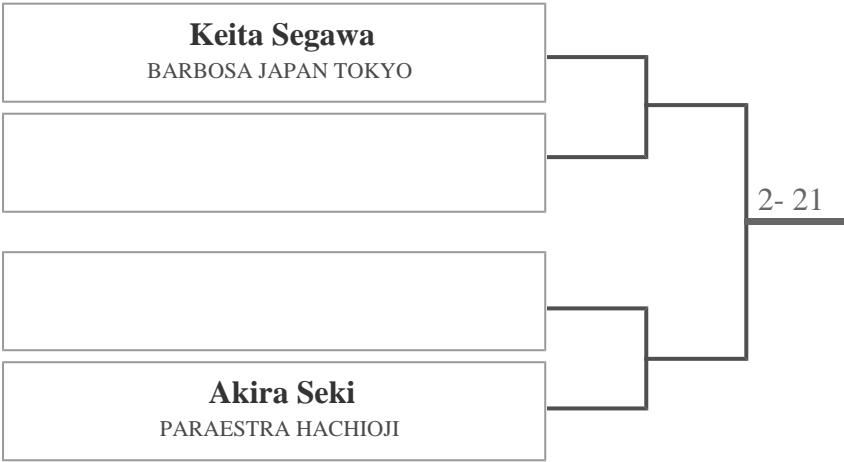 Keita Segawa
BARBOSA JAPAN TOKYO
2- 21
Akira Seki
PARAESTRA HACHIOJI